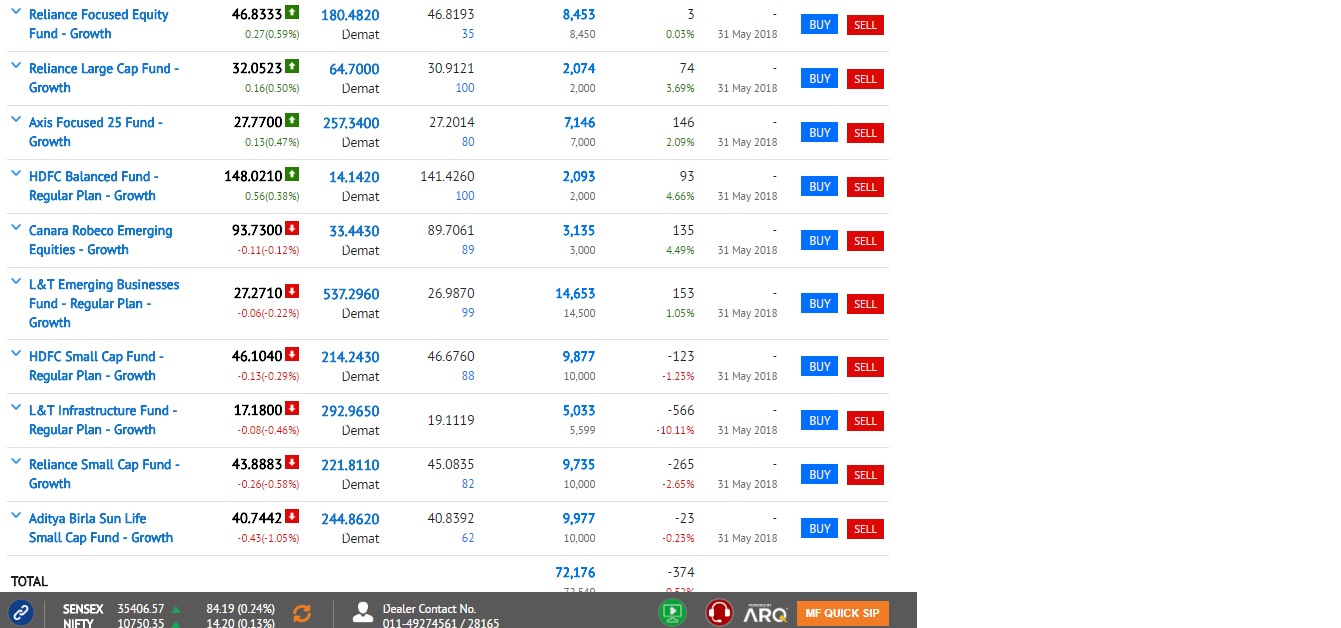 Reliance Focused Equity 46.8333 180.4820 46.8193 8,453 3 - BUY SELL
Fund - Growth 0.27(0.59%) Demat 35 8,450 0.03% 31 May 2018
Reliance Large Cap Fund - 32.0523 64.7000 30.9121 2,074 74 - BUY SELL
Growth 0.16(0.50%) Demat 100 2,000 3.69% 31 May 2018
Axis Focused 25 Fund - 27.7700 257.3400 27.2014 7,146 146 - BUY SELL
Growth 0.13(0.47%) Demat 80 7,000 2.09% 31 May 2018
HDFC Balanced Fund - 148.0210 14.1420 141.4260 2,093 93 - BUY SELL
Regular Plan - Growth 0.56(0.38%) Demat 100 2,000 4.66% 31 May 2018
Canara Robeco Emerging 93.7300 33.4430 89.7061 3,135 135 - BUY SELL
Equities - Growth -0.11(-0.12%) Demat 89 3,000 4.49% 31 May 2018
L&T Emerging Businesses
Fund - Regular Plan - 27.2710 537.2960 26.9870 14,653 153 - BUY SELL
Growth -0.06(-0.22%) Demat 99 14,500 1.05% 31 May 2018
HDFC Small Cap Fund - 46.1040 214.2430 46.6760 9,877 -123 - BUY SELL
Regular Plan - Growth -0.13(-0.29%) Demat 88 10,000 -1.23% 31 May 2018
L&T Infrastructure Fund - 17.1800 292.9650 19.1119 5,033 -566 - BUY SELL
Regular Plan - Growth -0.08(-0.46%) Demat 5,599 -10.11% 31 May 2018
Reliance Small Cap Fund - 43.8883 221.8110 45.0835 9,735 -265 - BUY SELL
Growth -0.26(-0.58%) Demat 82 10,000 -2.65% 31 May 2018
Aditya Birla Sun Life 40.7442 244.8620 40.8392 9,977 -23 - BUY SELL
Small Cap Fund - Growth -0.43(-1.05%) Demat 62 10,000 -0.23% 31 May 2018
TOTAL 72,176 -374
SENSEX 35406.57 84.19 (0.24%) Dealer Contact No. POWERED BY ARQ MF QUICK SIP
NIFTY 10750.35 14.20 (0.13%) 011-49274561 / 28165